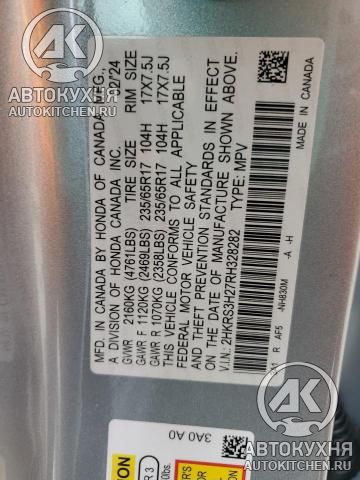 MFD. IN CANADA BY HONDA OF CANADA MFG.,
A DIVISION OF HONDA CANADA INC. 02/24
GVWR 2160KG (4761LBS) TIRE SIZE RIM SIZE
GAWR F 1120KG (2469LBS) 235/65R17 104H 17X7.5J
GAWR R 1070KG (2358LBS) 235/65R17 104H 17X7.5J
THIS VEHICLE CONFORMS TO ALL APPLICABLE
FEDERAL MOTOR VEHICLE SAFETY
AND THEFT PREVENTION STANDARDS IN EFFECT
ON THE DATE OF MANUFACTURE SHOWN ABOVE.
V.I.N.: 2HKRS3H27RH328282 TYPE: MPV
R AF5 -NH830M -A -H
MADE IN CANADA
3A0 A0
АВТОКУХНЯ
AVTOKYHNYA.RU
АВТОКУХНЯ
AVTOKYHNYA.RU